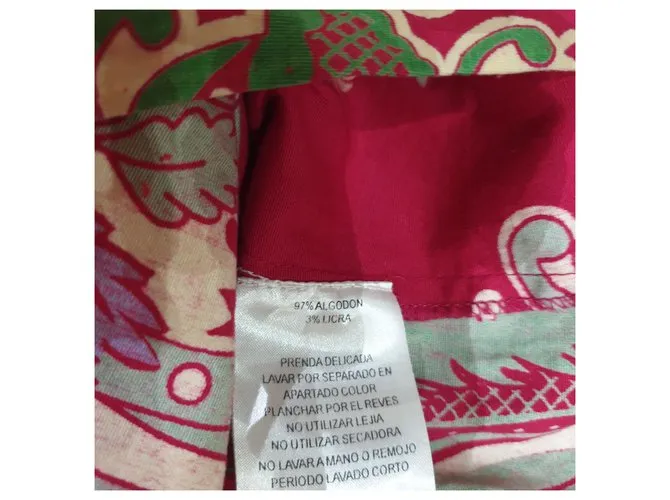 97% ALGODON
3% LICRA
PRENDA DELICADA
LAVAR POR SEPARADO EN
APARTADO COLOR
PLANCHAR POR EL REVES
NO UTILIZAR LEJIA
NO UTILIZAR SECADORA
NO LAVAR A MANO O REMOJO
PERIODO LAVADO CORTO